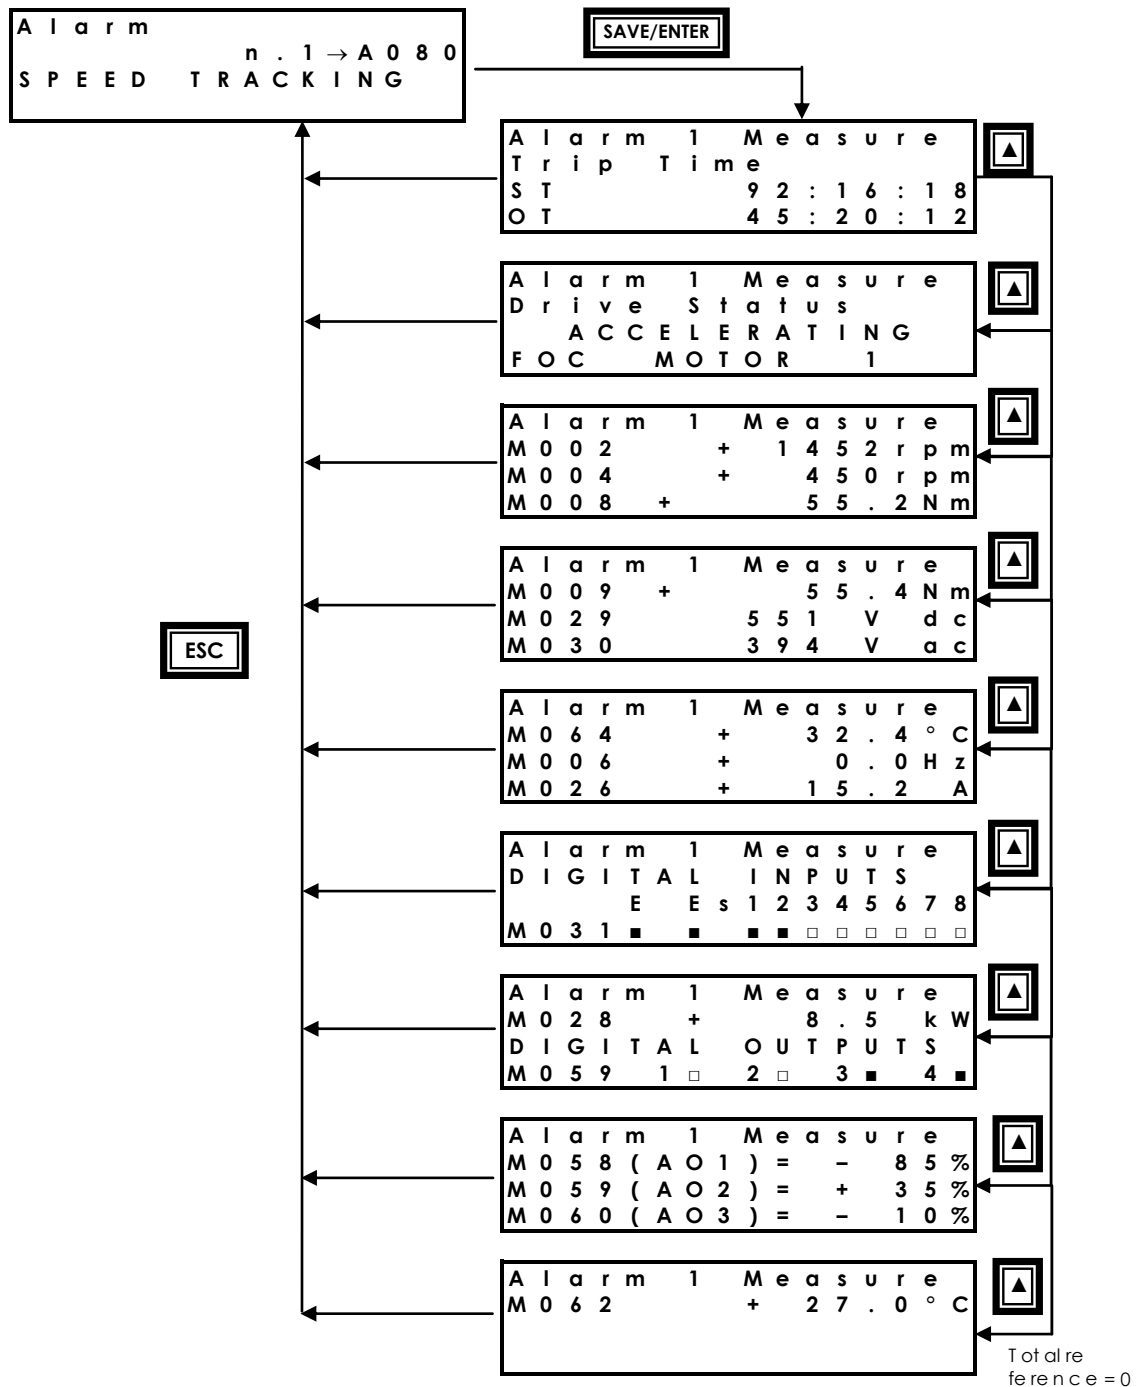 Alarm
n.1→A080
SPEED TRACKING
SAVE/ENTER
Alarm 1 Measure
Trip Time
ST 92:16:18
OT 45:20:12
▲
Alarm 1 Measure
Drive Status
ACCELERATING
FOC MOTOR 1
▲
Alarm 1 Measure
M002 + 1452rpm
M004 + 450rpm
M008 + 55.2Nm
▲
Alarm 1 Measure
M009 + 55.4Nm
M029 551 V dc
M030 394 V ac
▲
ESC
Alarm 1 Measure
M064 + 32.4°C
M006 + 0.0Hz
M026 + 15.2 A
▲
Alarm 1 Measure
DIGITAL INPUTS
E Es12345678
M031■ ■ ■■□□□□□□
▲
Alarm 1 Measure
M028 + 8.5 kW
DIGITAL OUTPUTS
M059 1□ 2□ 3■ 4■
▲
Alarm 1 Measure
M058(AO1)= – 85%
M059(AO2)= + 35%
M060(AO3)= – 10%
▲
Alarm 1 Measure
M062 + 27.0°C
▲
Total re
ference=0